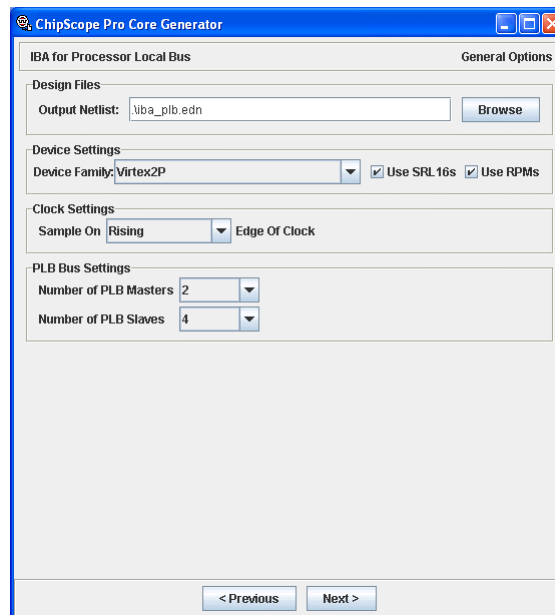 ChipScope Pro Core Generator
IBA for Processor Local Bus General Options
Design Files
Output Netlist: .\iba_plb.edn Browse
Device Settings
Device Family: Virtex2P Use SRL16s Use RPMs
Clock Settings
Sample On Rising Edge Of Clock
PLB Bus Settings
Number of PLB Masters 2
Number of PLB Slaves 4
< Previous Next >